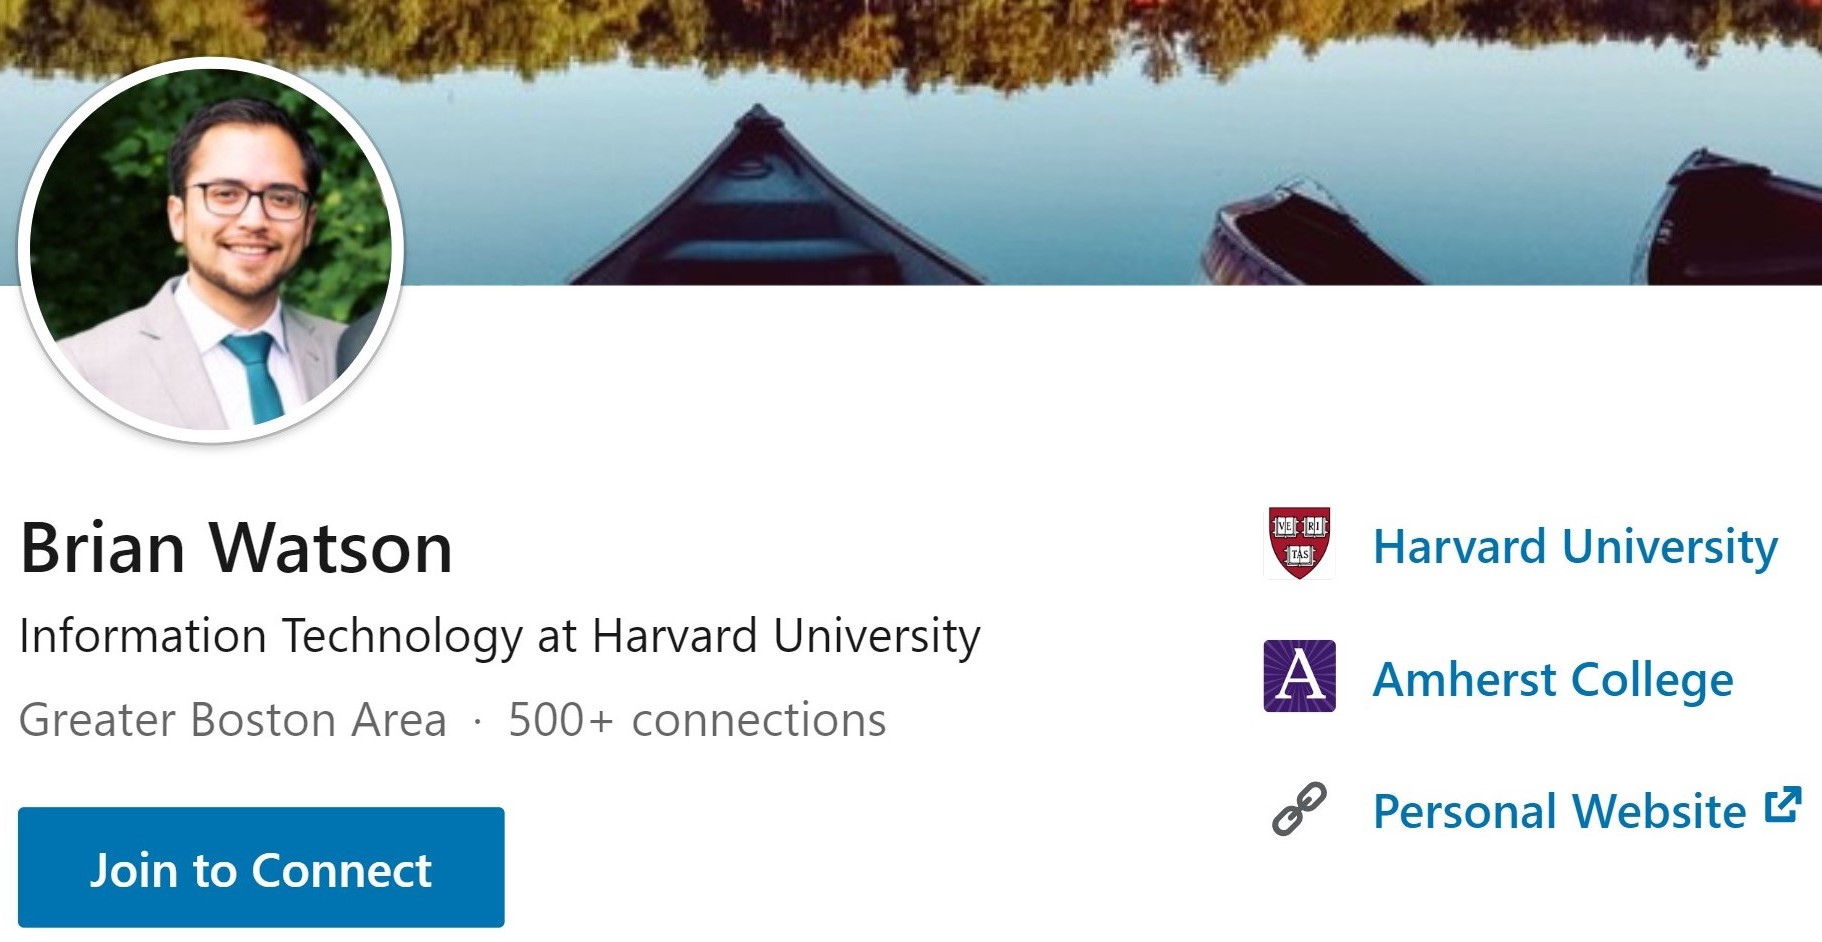 Brian Watson
Information Technology at Harvard University
Greater Boston Area · 500+ connections
Join to Connect
VE RI
TAS
Harvard University
A
Amherst College
Personal Website